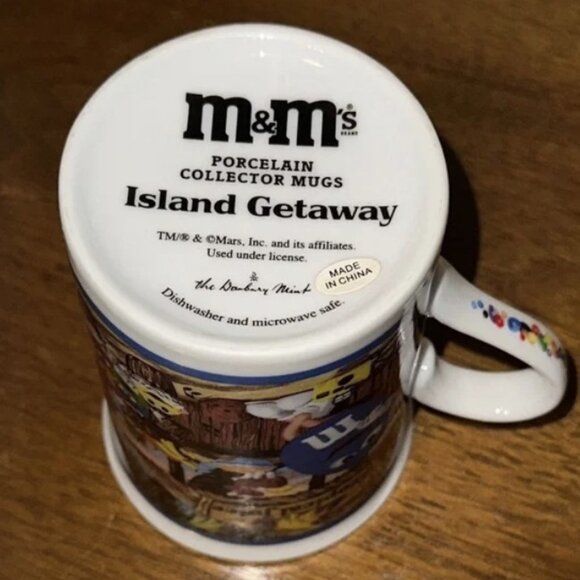 m&m's®
BRAND
PORCELAIN
COLLECTOR MUGS
Island Getaway
TM/® & ©Mars, Inc. and its affiliates.
Used under license.
the Danbury Mint
MADE
IN CHINA
Dishwasher and microwave safe.
m